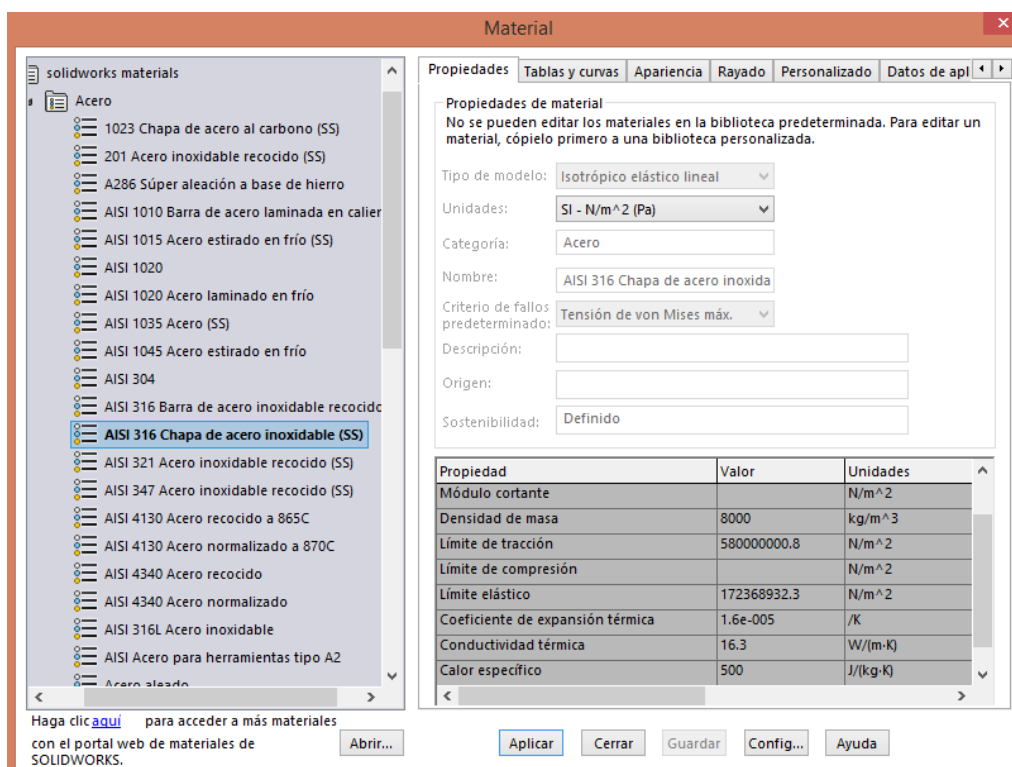 Material
solidworks materials
Acero
1023 Chapa de acero al carbono (SS)
201 Acero inoxidable recocido (SS)
A286 Súper aleación a base de hierro
AISI 1010 Barra de acero laminada en calier
AISI 1015 Acero estirado en frío (SS)
AISI 1020
AISI 1020 Acero laminado en frío
AISI 1035 Acero (SS)
AISI 1045 Acero estirado en frío
AISI 304
AISI 316 Barra de acero inoxidable recocido
AISI 316 Chapa de acero inoxidable (SS)
AISI 321 Acero inoxidable recocido (SS)
AISI 347 Acero inoxidable recocido (SS)
AISI 4130 Acero recocido a 865C
AISI 4130 Acero normalizado a 870C
AISI 4340 Acero recocido
AISI 4340 Acero normalizado
AISI 316L Acero inoxidable
AISI Acero para herramientas tipo A2
Acero aleado
Haga clic aquí para acceder a más materiales
con el portal web de materiales de
SOLIDWORKS.
Abrir...
Propiedades Tablas y curvas Apariencia Rayado Personalizado Datos de apl
Propiedades de material
No se pueden editar los materiales en la biblioteca predeterminada. Para editar un
material, cópielo primero a una biblioteca personalizada.
Tipo de modelo: Isotrópico elástico lineal
Unidades: SI - N/m^2 (Pa)
Categoría: Acero
Nombre: AISI 316 Chapa de acero inoxida
Criterio de fallos
predeterminado: Tensión de von Mises máx.
Descripción:
Origen:
Sostenibilidad: Definido
Propiedad Valor Unidades
Módulo cortante N/m^2
Densidad de masa 8000 kg/m^3
Límite de tracción 580000000.8 N/m^2
Límite de compresión N/m^2
Límite elástico 172368932.3 N/m^2
Coeficiente de expansión térmica 1.6e-005 /K
Conductividad térmica 16.3 W/(m·K)
Calor específico 500 J/(kg·K)
Aplicar Cerrar Guardar Config... Ayuda